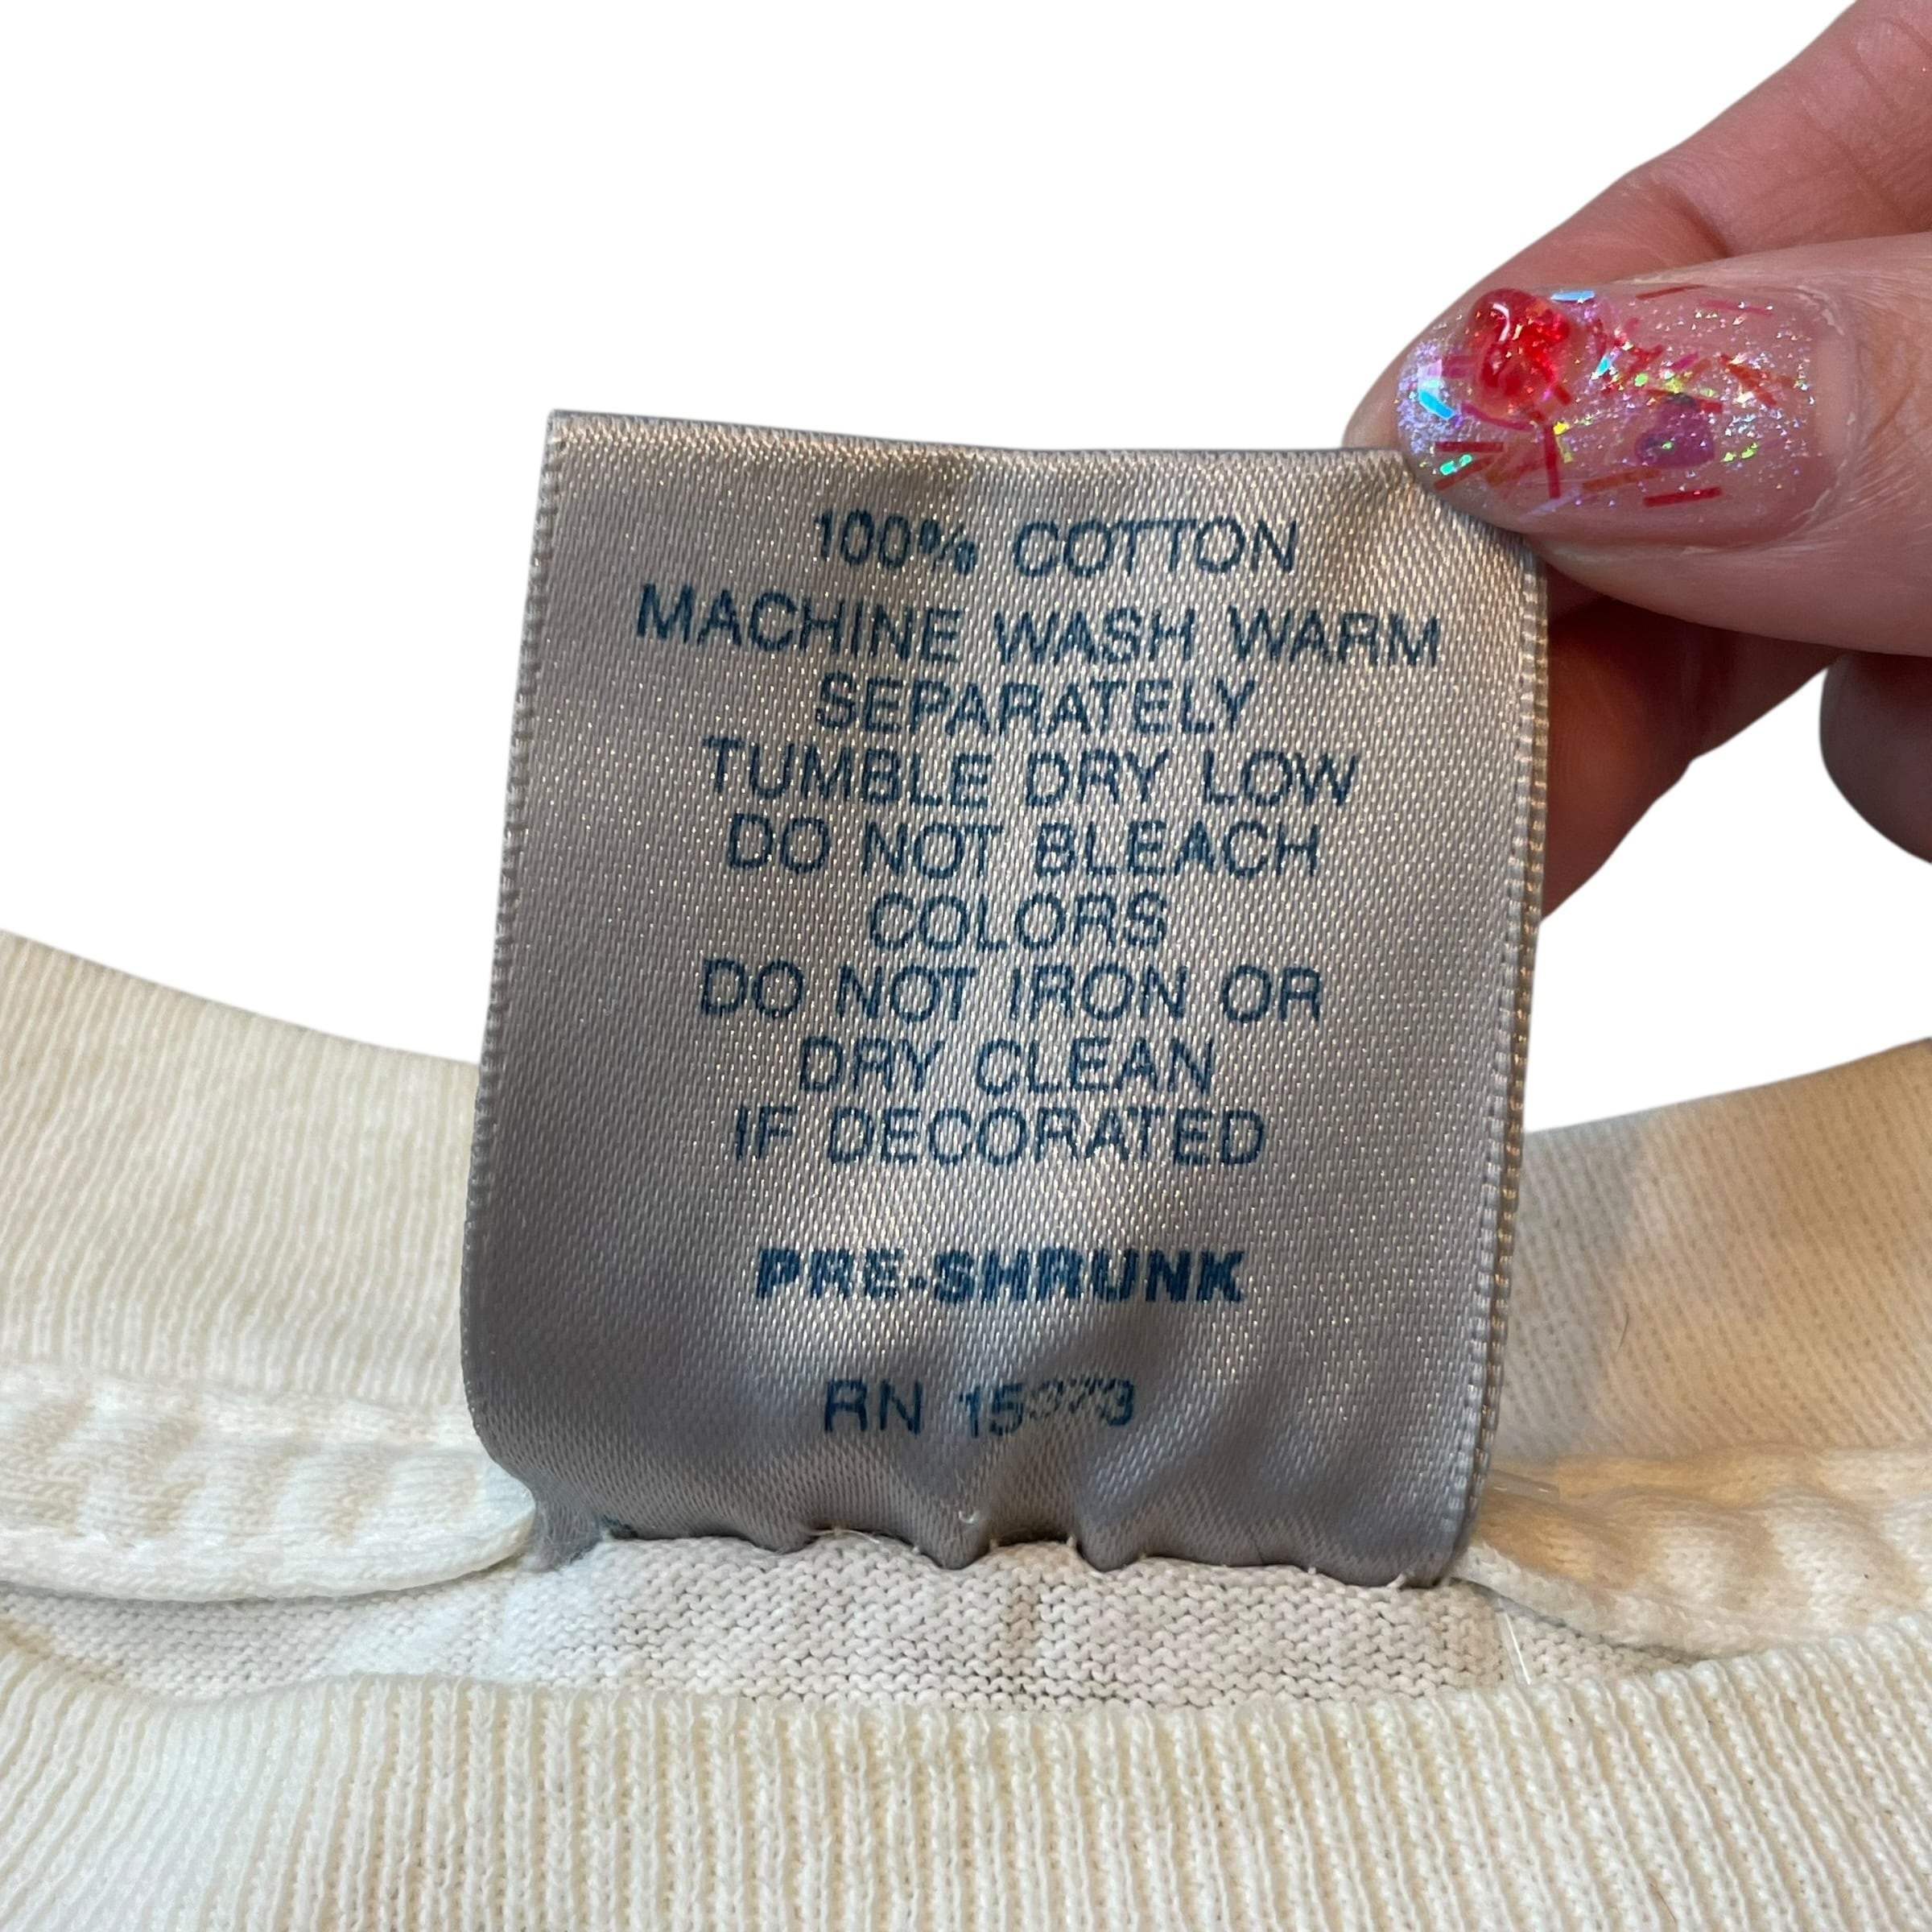 100% COTTON
MACHINE WASH WARM
SEPARATELY
TUMBLE DRY LOW
DO NOT BLEACH
COLORS
DO NOT IRON OR
DRY CLEAN
IF DECORATED
PRE-SHRUNK
RN